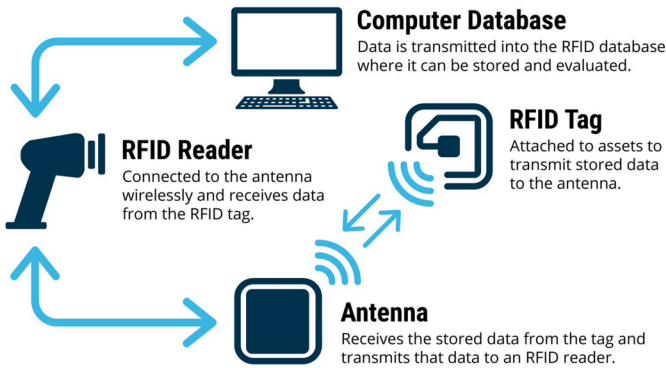 Computer Database
Data is transmitted into the RFID database
where it can be stored and evaluated.
RFID Tag
Attached to assets to
transmit stored data
to the antenna.
RFID Reader
Connected to the antenna
wirelessly and receives data
from the RFID tag.
Antenna
Receives the stored data from the tag and
transmits that data to an RFID reader.